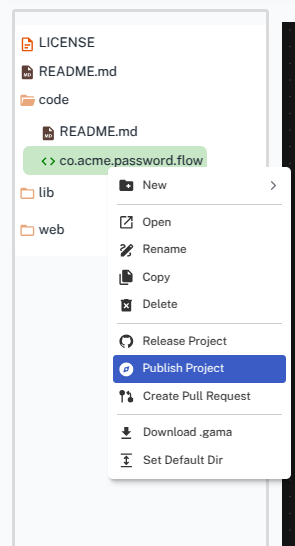 LICENSE
README.md
code
README.md
co.acme.password.flow
lib
web
New
Open
Rename
Copy
Delete
Release Project
Publish Project
Create Pull Request
Download .gama
Set Default Dir